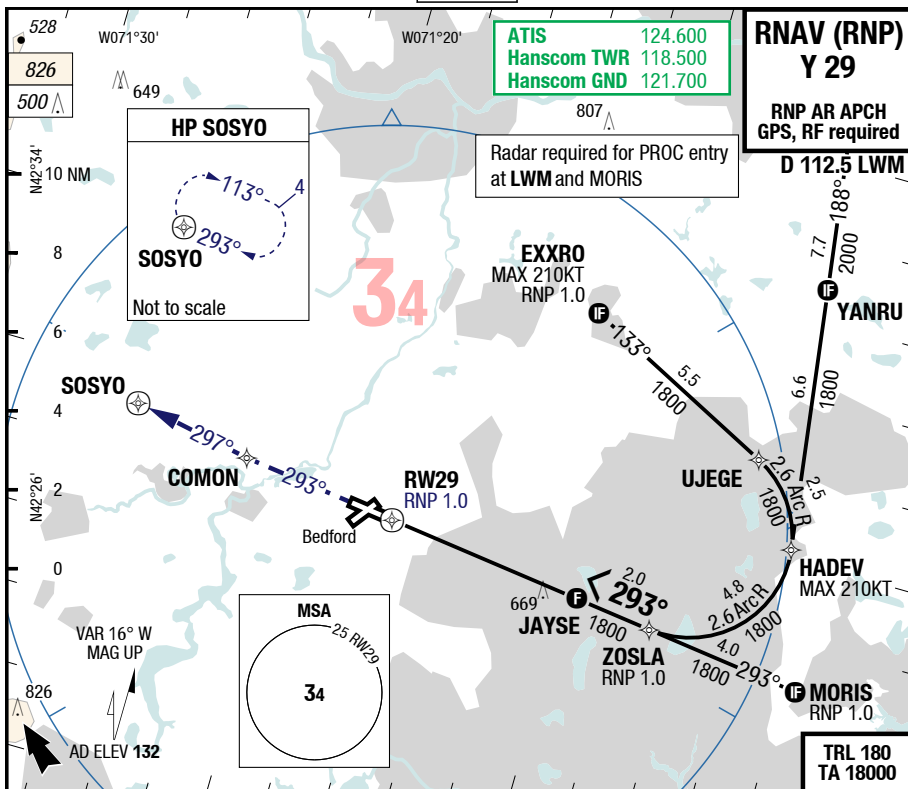 528
826
500
649
W071°30'
W071°20'
ATIS 124.600
Hanscom TWR 118.500
Hanscom GND 121.700
RNAV (RNP)
Y 29
RNP AR APCH
GPS, RF required
807
Radar required for PROC entry
at LWM and MORIS
D 112.5 LWM
N42°34'
10 NM
8
6
4
2
0
N42°26'
HP SOSYO
113°
4
293°
SOSYO
Not to scale
34
EXXRO
MAX 210KT
RNP 1.0
IF
133°
5.5
1800
188°
7.7
2000
IF
YANRU
6.6
1800
SOSYO
297°
COMON
293°
RW29
RNP 1.0
Bedford
UJEGE
2.6 Arc R
1800
2.5
HADEV
MAX 210KT
4.8
2.6 Arc R
1800
669
F
JAYSE
2.0
< 293°
1800
ZOSLA
RNP 1.0
4.0
1800
293°
IF
MORIS
RNP 1.0
MSA
25 RW29
34
VAR 16° W
MAG UP
826
AD ELEV 132
TRL 180
TA 18000